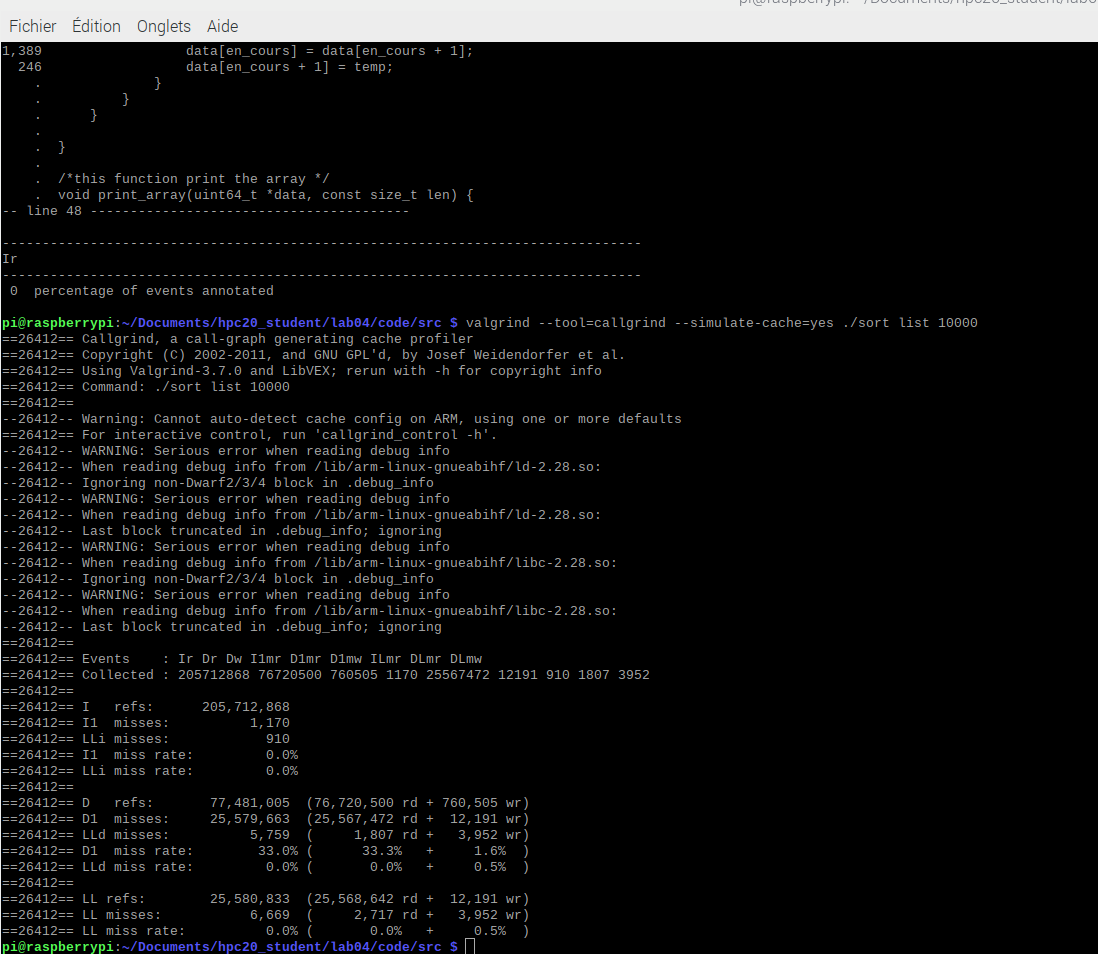 pi@raspberrypi: ~/Documents/hpc20_student/lab0
Fichier Édition Onglets Aide
1,389                  data[en_cours] = data[en_cours + 1];
  246                  data[en_cours + 1] = temp;
    .              }
    .          }
    .      }
    .
    .  }
    .
    .  /*this function print the array */
    .  void print_array(uint64_t *data, const size_t len) {
-- line 48 ----------------------------------------
--------------------------------------------------------------------------------
Ir
--------------------------------------------------------------------------------
 0  percentage of events annotated
pi@raspberrypi:~/Documents/hpc20_student/lab04/code/src $ valgrind --tool=callgrind --simulate-cache=yes ./sort list 10000
==26412== Callgrind, a call-graph generating cache profiler
==26412== Copyright (C) 2002-2011, and GNU GPL'd, by Josef Weidendorfer et al.
==26412== Using Valgrind-3.7.0 and LibVEX; rerun with -h for copyright info
==26412== Command: ./sort list 10000
==26412==
--26412-- Warning: Cannot auto-detect cache config on ARM, using one or more defaults
==26412== For interactive control, run 'callgrind_control -h'.
--26412-- WARNING: Serious error when reading debug info
--26412-- When reading debug info from /lib/arm-linux-gnueabihf/ld-2.28.so:
--26412-- Ignoring non-Dwarf2/3/4 block in .debug_info
--26412-- WARNING: Serious error when reading debug info
--26412-- When reading debug info from /lib/arm-linux-gnueabihf/ld-2.28.so:
--26412-- Last block truncated in .debug_info; ignoring
--26412-- WARNING: Serious error when reading debug info
--26412-- When reading debug info from /lib/arm-linux-gnueabihf/libc-2.28.so:
--26412-- Ignoring non-Dwarf2/3/4 block in .debug_info
--26412-- WARNING: Serious error when reading debug info
--26412-- When reading debug info from /lib/arm-linux-gnueabihf/libc-2.28.so:
--26412-- Last block truncated in .debug_info; ignoring
==26412==
==26412== Events    : Ir Dr Dw I1mr D1mr D1mw ILmr DLmr DLmw
==26412== Collected : 205712868 76720500 760505 1170 25567472 12191 910 1807 3952
==26412==
==26412== I   refs:      205,712,868
==26412== I1  misses:          1,170
==26412== LLi misses:            910
==26412== I1  miss rate:         0.0%
==26412== LLi miss rate:         0.0%
==26412==
==26412== D   refs:       77,481,005  (76,720,500 rd + 760,505 wr)
==26412== D1  misses:     25,579,663  (25,567,472 rd +  12,191 wr)
==26412== LLd misses:          5,759  (     1,807 rd +   3,952 wr)
==26412== D1  miss rate:        33.0% (      33.3%   +     1.6%  )
==26412== LLd miss rate:         0.0% (       0.0%   +     0.5%  )
==26412==
==26412== LL refs:        25,580,833  (25,568,642 rd +  12,191 wr)
==26412== LL misses:           6,669  (     2,717 rd +   3,952 wr)
==26412== LL miss rate:          0.0% (       0.0%   +     0.5%  )
pi@raspberrypi:~/Documents/hpc20_student/lab04/code/src $